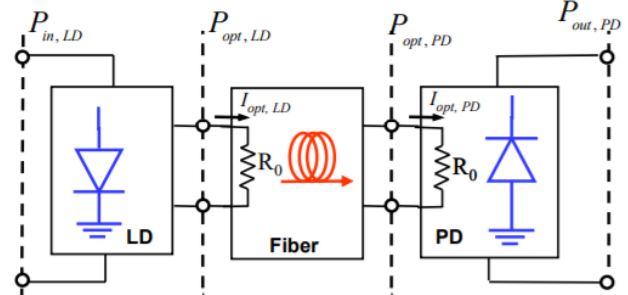 P_in, LD
P_opt, LD
P_opt, PD
P_out, PD
I_opt, LD
I_opt, PD
R_0
R_0
LD
Fiber
PD